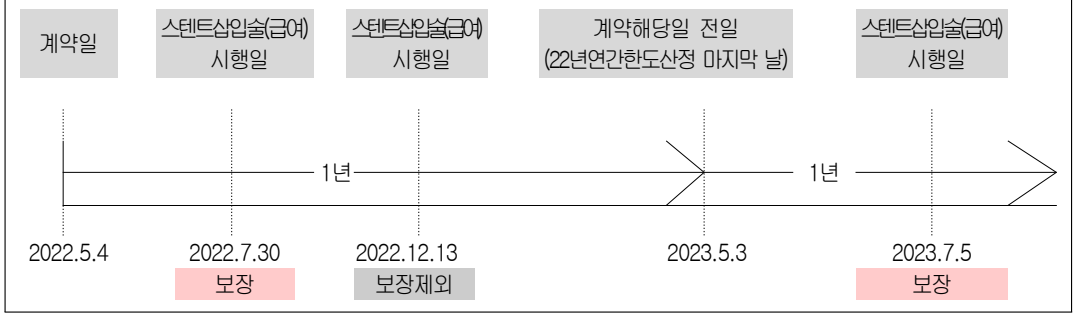 계약일
스텐트삽입술(급여)
시행일
스텐트삽입술(급여)
시행일
계약해당일 전일
(22년연간한도산정 마지막 날)
스텐트삽입술(급여)
시행일
1년
1년
2022.5.4
2022.7.30
2022.12.13
2023.5.3
2023.7.5
보장
보장제외
보장